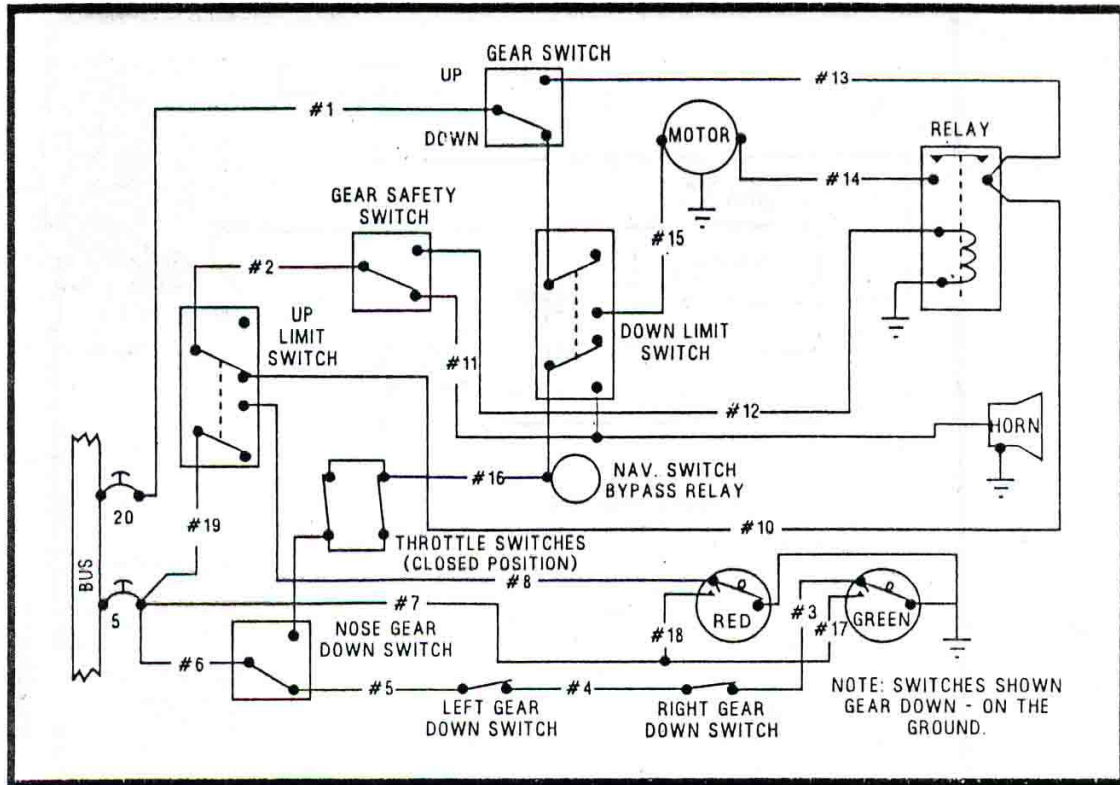 GEAR SWITCH
UP
#13
#1
MOTOR
RELAY
DOWN
#14
GEAR SAFETY
SWITCH
#15
#2
UP
LIMIT
SWITCH
DOWN LIMIT
SWITCH
#11
#12
HORN
#16
NAV. SWITCH
BYPASS RELAY
20
#19
#10
THROTTLE SWITCHES
(CLOSED POSITION)
BUS
#8
5
#7
#3
RED
#17
GREEN
NOSE GEAR
DOWN SWITCH
#18
#6
#5
#4
LEFT GEAR
DOWN SWITCH
RIGHT GEAR
DOWN SWITCH
NOTE: SWITCHES SHOWN
GEAR DOWN - ON THE
GROUND.